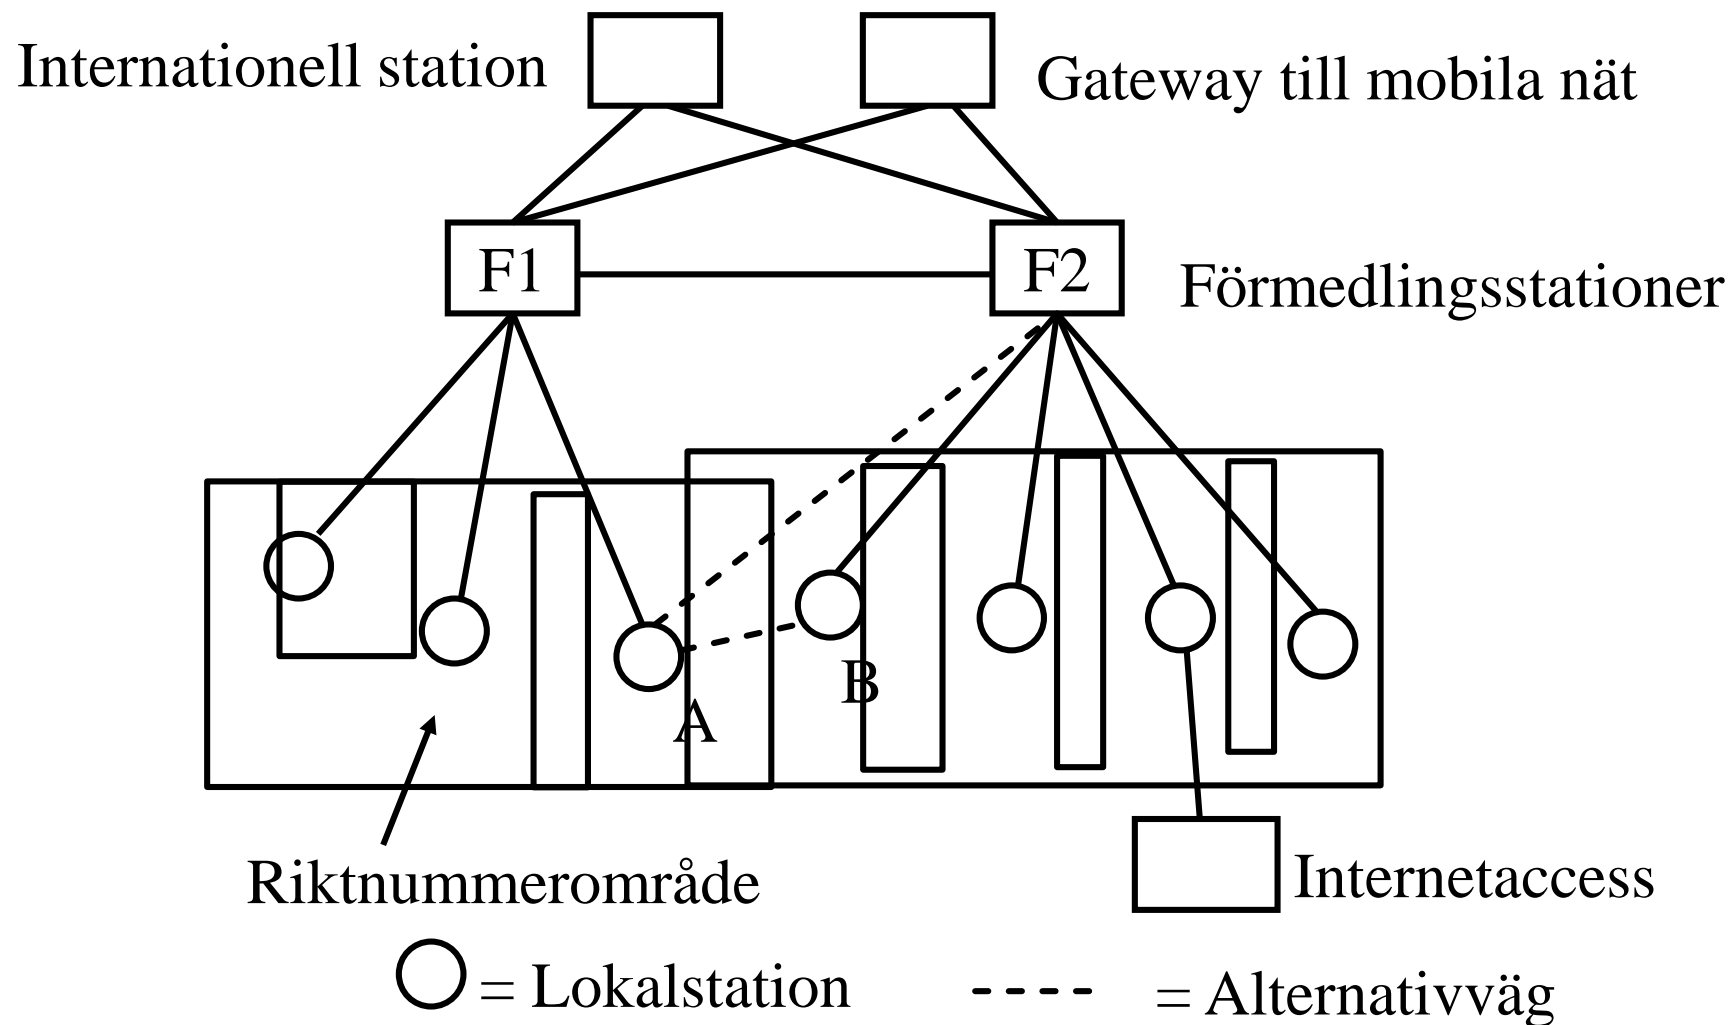 Internationell station
Gateway till mobila nät
F1
F2
Förmedlingsstationer
B
A
Riktnummerområde
Internetaccess
= Lokalstation
= Alternativväg